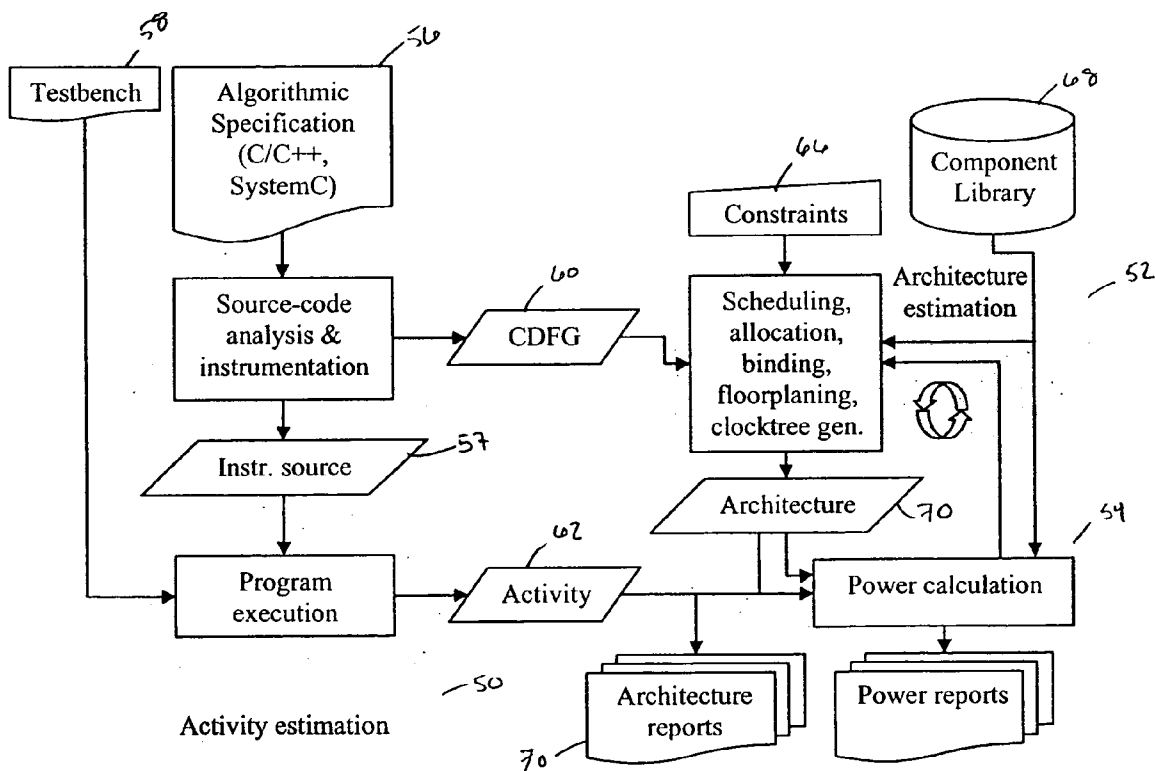 58
56
68
Testbench
Algorithmic
Specification
(C/C++,
SystemC)
Component
Library
66
Constraints
Source-code
analysis &
instrumentation
60
CDFG
Scheduling,
allocation,
binding,
floorplaning,
clocktree gen.
Architecture
estimation
52
57
Instr. source
Architecture
70
54
62
Program
execution
Activity
Power calculation
50
Activity estimation
Architecture
reports
70
Power reports